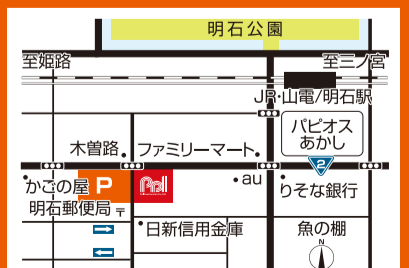 明石公園
至姫路
至三ノ宮
JR・山電/明石駅
パピオス
あかし
木曽路
ファミリーマート
2
かごの屋
P
au
りそな銀行
明石郵便局〒
日新信用金庫
魚の棚
N